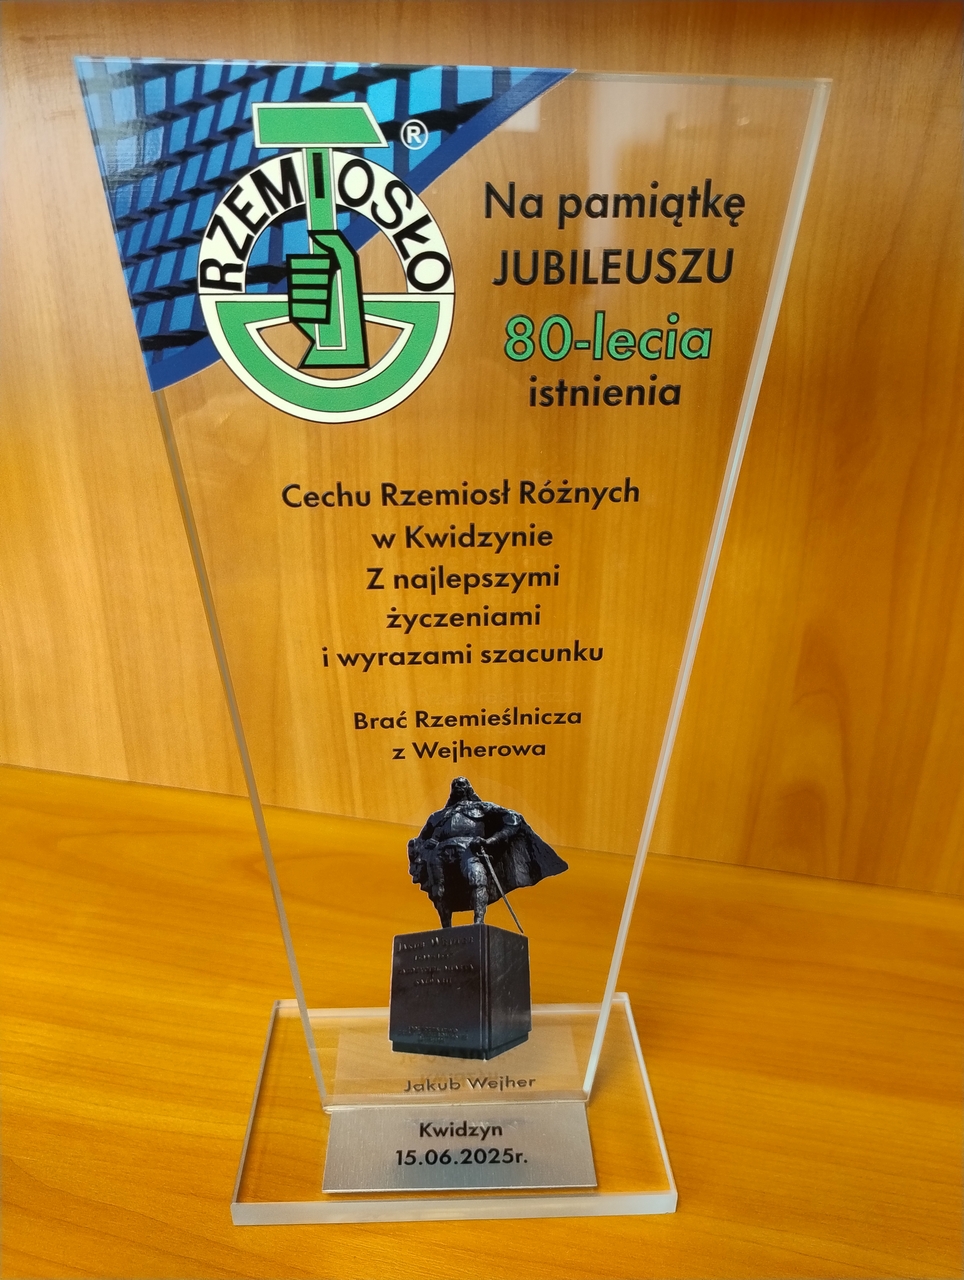 RZEMIOSŁO ®
Na pamiątkę
JUBILEUSZU
80-lecia
istnienia
Cechu Rzemiosł Różnych
w Kwidzynie
Z najlepszymi
życzeniami
i wyrazami szacunku
Brać Rzemieślnicza
z Wejherowa
Jakub Wejher
Kwidzyn
15.06.2025r.